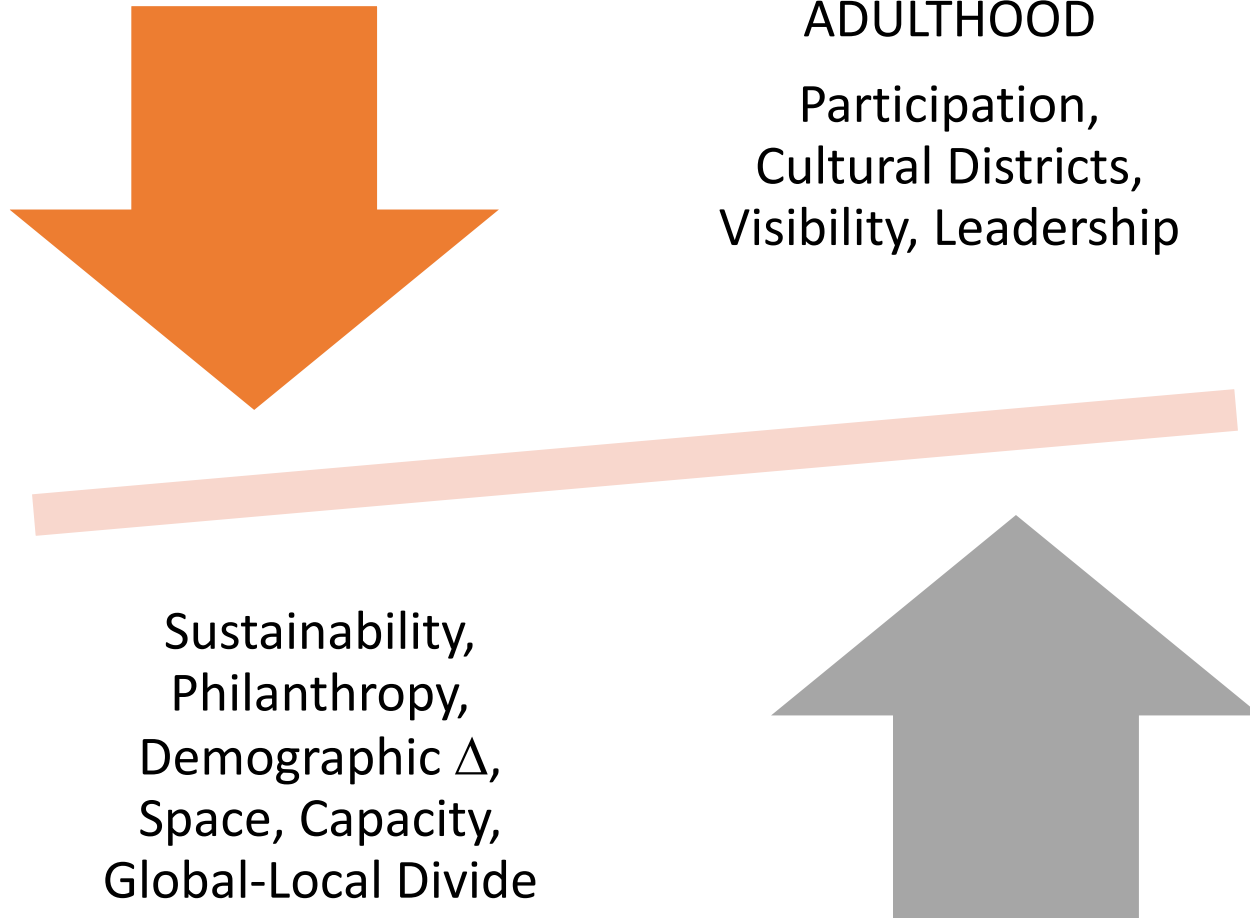 ADULTHOOD
Participation,
Cultural Districts,
Visibility, Leadership
Sustainability,
Philanthropy,
Demographic Δ,
Space, Capacity,
Global-Local Divide